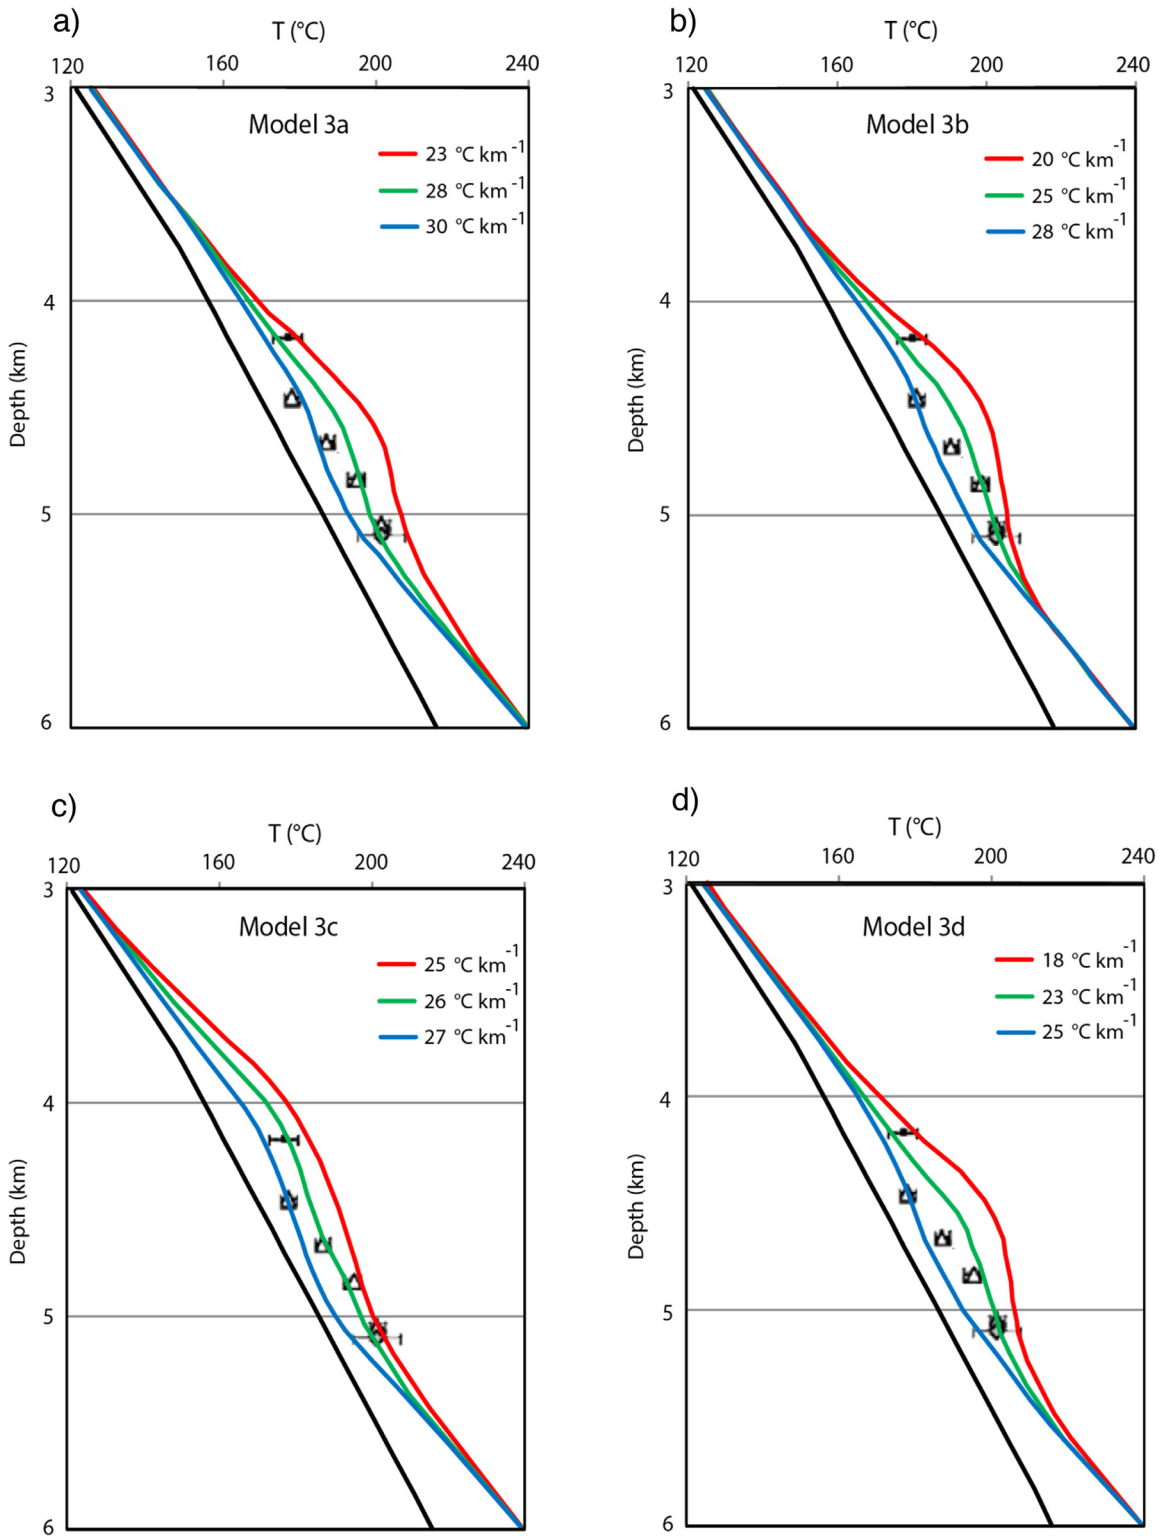 a)
T (°C)
120 160 200 240
3
4
5
6
Depth (km)
Model 3a
23 °C km⁻¹
28 °C km⁻¹
30 °C km⁻¹
b)
T (°C)
120 160 200 240
3
4
5
6
Depth (km)
Model 3b
20 °C km⁻¹
25 °C km⁻¹
28 °C km⁻¹
c)
T (°C)
120 160 200 240
3
4
5
6
Depth (km)
Model 3c
25 °C km⁻¹
26 °C km⁻¹
27 °C km⁻¹
d)
T (°C)
120 160 200 240
3
4
5
6
Depth (km)
Model 3d
18 °C km⁻¹
23 °C km⁻¹
25 °C km⁻¹